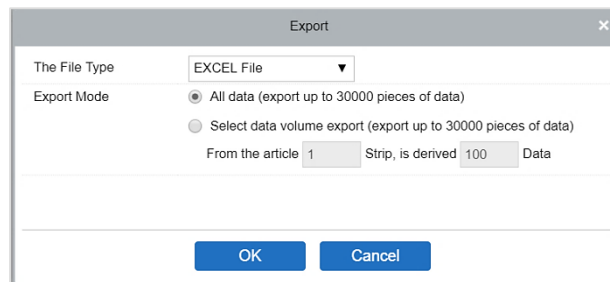 Export
The File Type EXCEL File
Export Mode All data (export up to 30000 pieces of data)
Select data volume export (export up to 30000 pieces of data)
From the article 1 Strip, is derived 100 Data
OK Cancel